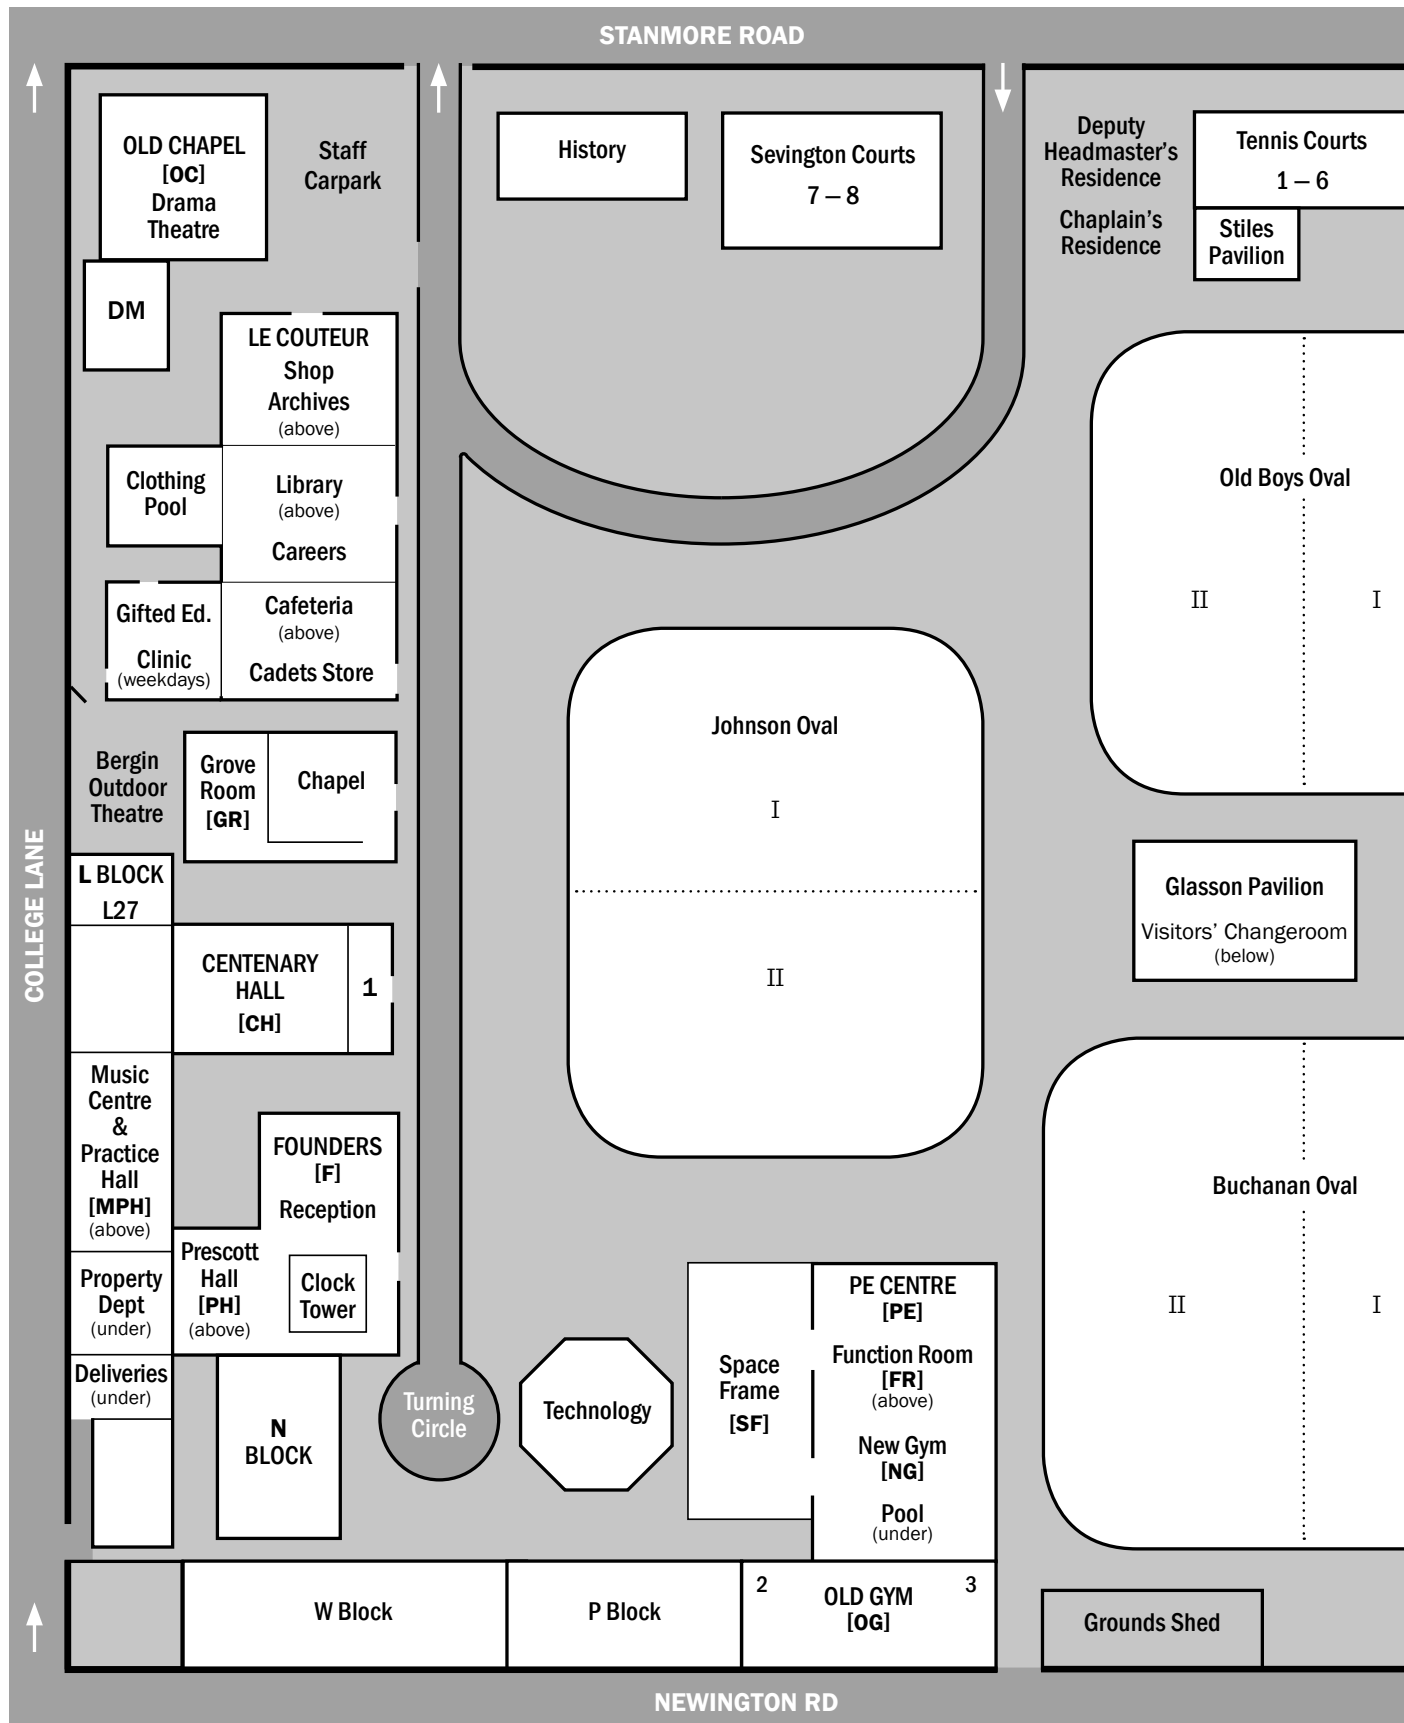 STANMORE ROAD
OLD CHAPEL
[OC]
Drama
Theatre
Staff
Carpark
History
Sevington Courts
7 – 8
Deputy
Headmaster's
Residence
Chaplain's
Residence
Tennis Courts
1 – 6
Stiles
Pavilion
DM
LE COUTEUR
Shop
Archives
(above)
Clothing
Pool
Library
(above)
Careers
Gifted Ed.
Clinic
(weekdays)
Cafeteria
(above)
Cadets Store
Old Boys Oval
II
I
Johnson Oval
I
II
Bergin
Outdoor
Theatre
Grove
Room
[GR]
Chapel
COLLEGE LANE
L BLOCK
L27
CENTENARY
HALL
[CH]
1
Glasson Pavilion
Visitors' Changeroom
(below)
Music
Centre
&
Practice
Hall
[MPH]
(above)
FOUNDERS
[F]
Reception
Prescott
Hall
[PH]
(above)
Clock
Tower
Property
Dept
(under)
Deliveries
(under)
N
BLOCK
Turning
Circle
Technology
Space
Frame
[SF]
PE CENTRE
[PE]
Function Room
[FR]
(above)
New Gym
[NG]
Pool
(under)
Buchanan Oval
II
I
W Block
P Block
2
OLD GYM
[OG]
3
Grounds Shed
NEWINGTON RD